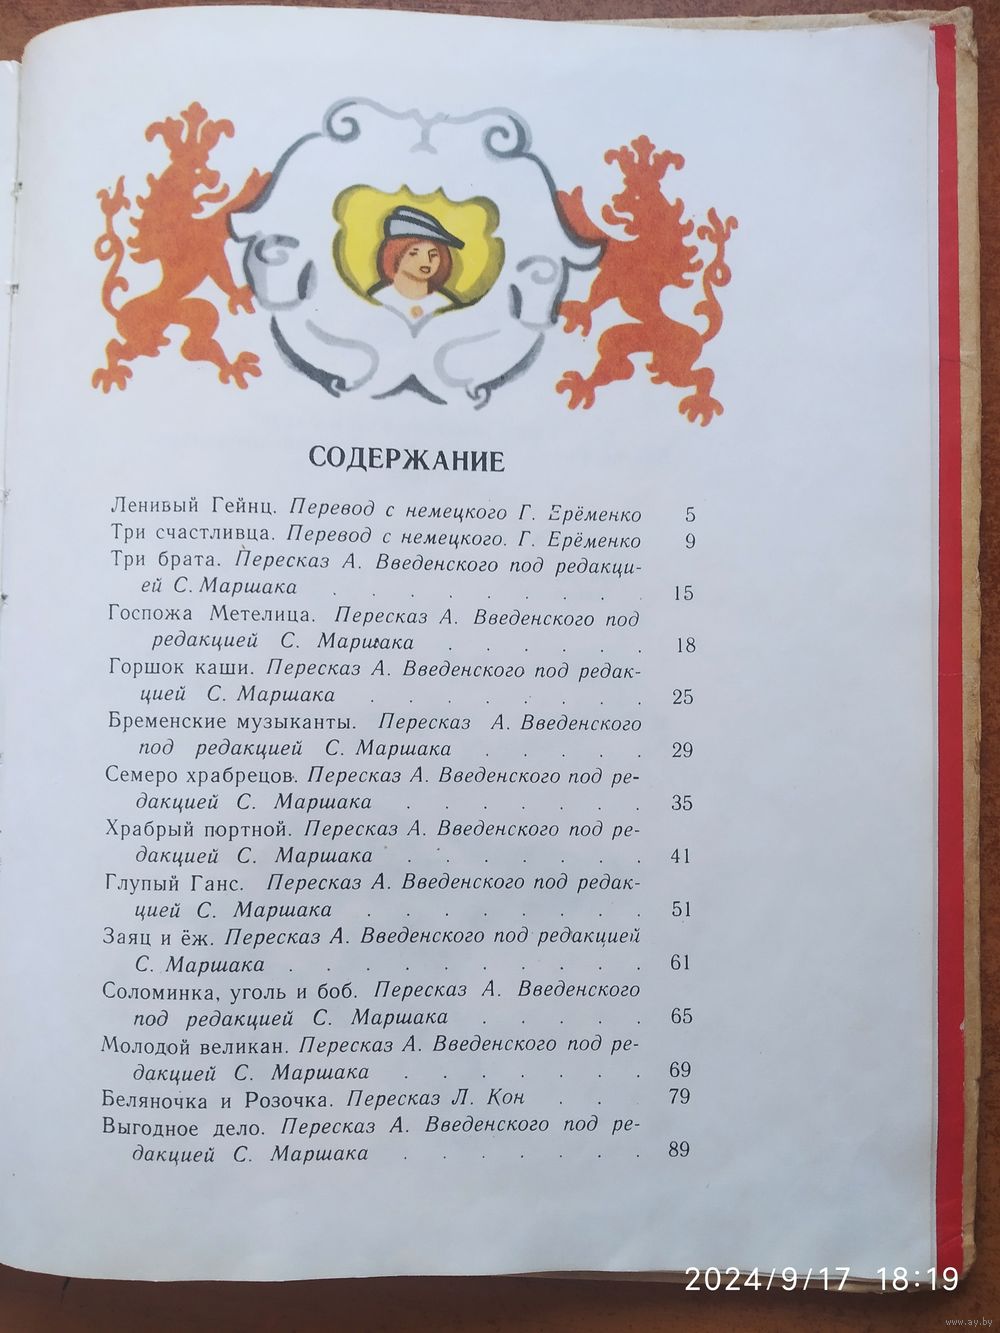 СОДЕРЖАНИЕ
Ленивый Гейнц. Перевод с немецкого Г. Ерёменко 5
Три счастливца. Перевод с немецкого. Г. Ерёменко 9
Три брата. Пересказ А. Введенского под редакци-
ей С. Маршака . . . . . . . . 15
Госпожа Метелица. Пересказ А. Введенского под
редакцией С. Маршака . . . . . . 18
Горшок каши. Пересказ А. Введенского под редак-
цией С. Маршака . . . . . . . . 25
Бременские музыканты. Пересказ А. Введенского
под редакцией С. Маршака . . . . . 29
Семеро храбрецов. Пересказ А. Введенского под ре-
дакцией С. Маршака . . . . . . . 35
Храбрый портной. Пересказ А. Введенского под ре-
дакцией С. Маршака . . . . . . . 41
Глупый Ганс. Пересказ А. Введенского под редак-
цией С. Маршака . . . . . . . . 51
Заяц и ёж. Пересказ А. Введенского под редакцией
С. Маршака . . . . . . . . . . 61
Соломинка, уголь и боб. Пересказ А. Введенского
под редакцией С. Маршака . . . . . 65
Молодой великан. Пересказ А. Введенского под ре-
дакцией С. Маршака . . . . . . . 69
Беляночка и Розочка. Пересказ Л. Кон . . . 79
Выгодное дело. Пересказ А. Введенского под ре-
дакцией С. Маршака . . . . . . . 89
2024/9/17 18:19
www.ay.by